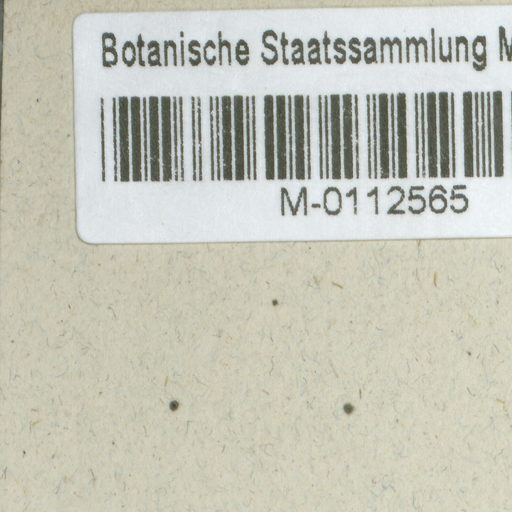 Botanische Staatssammlung M
M-0112565